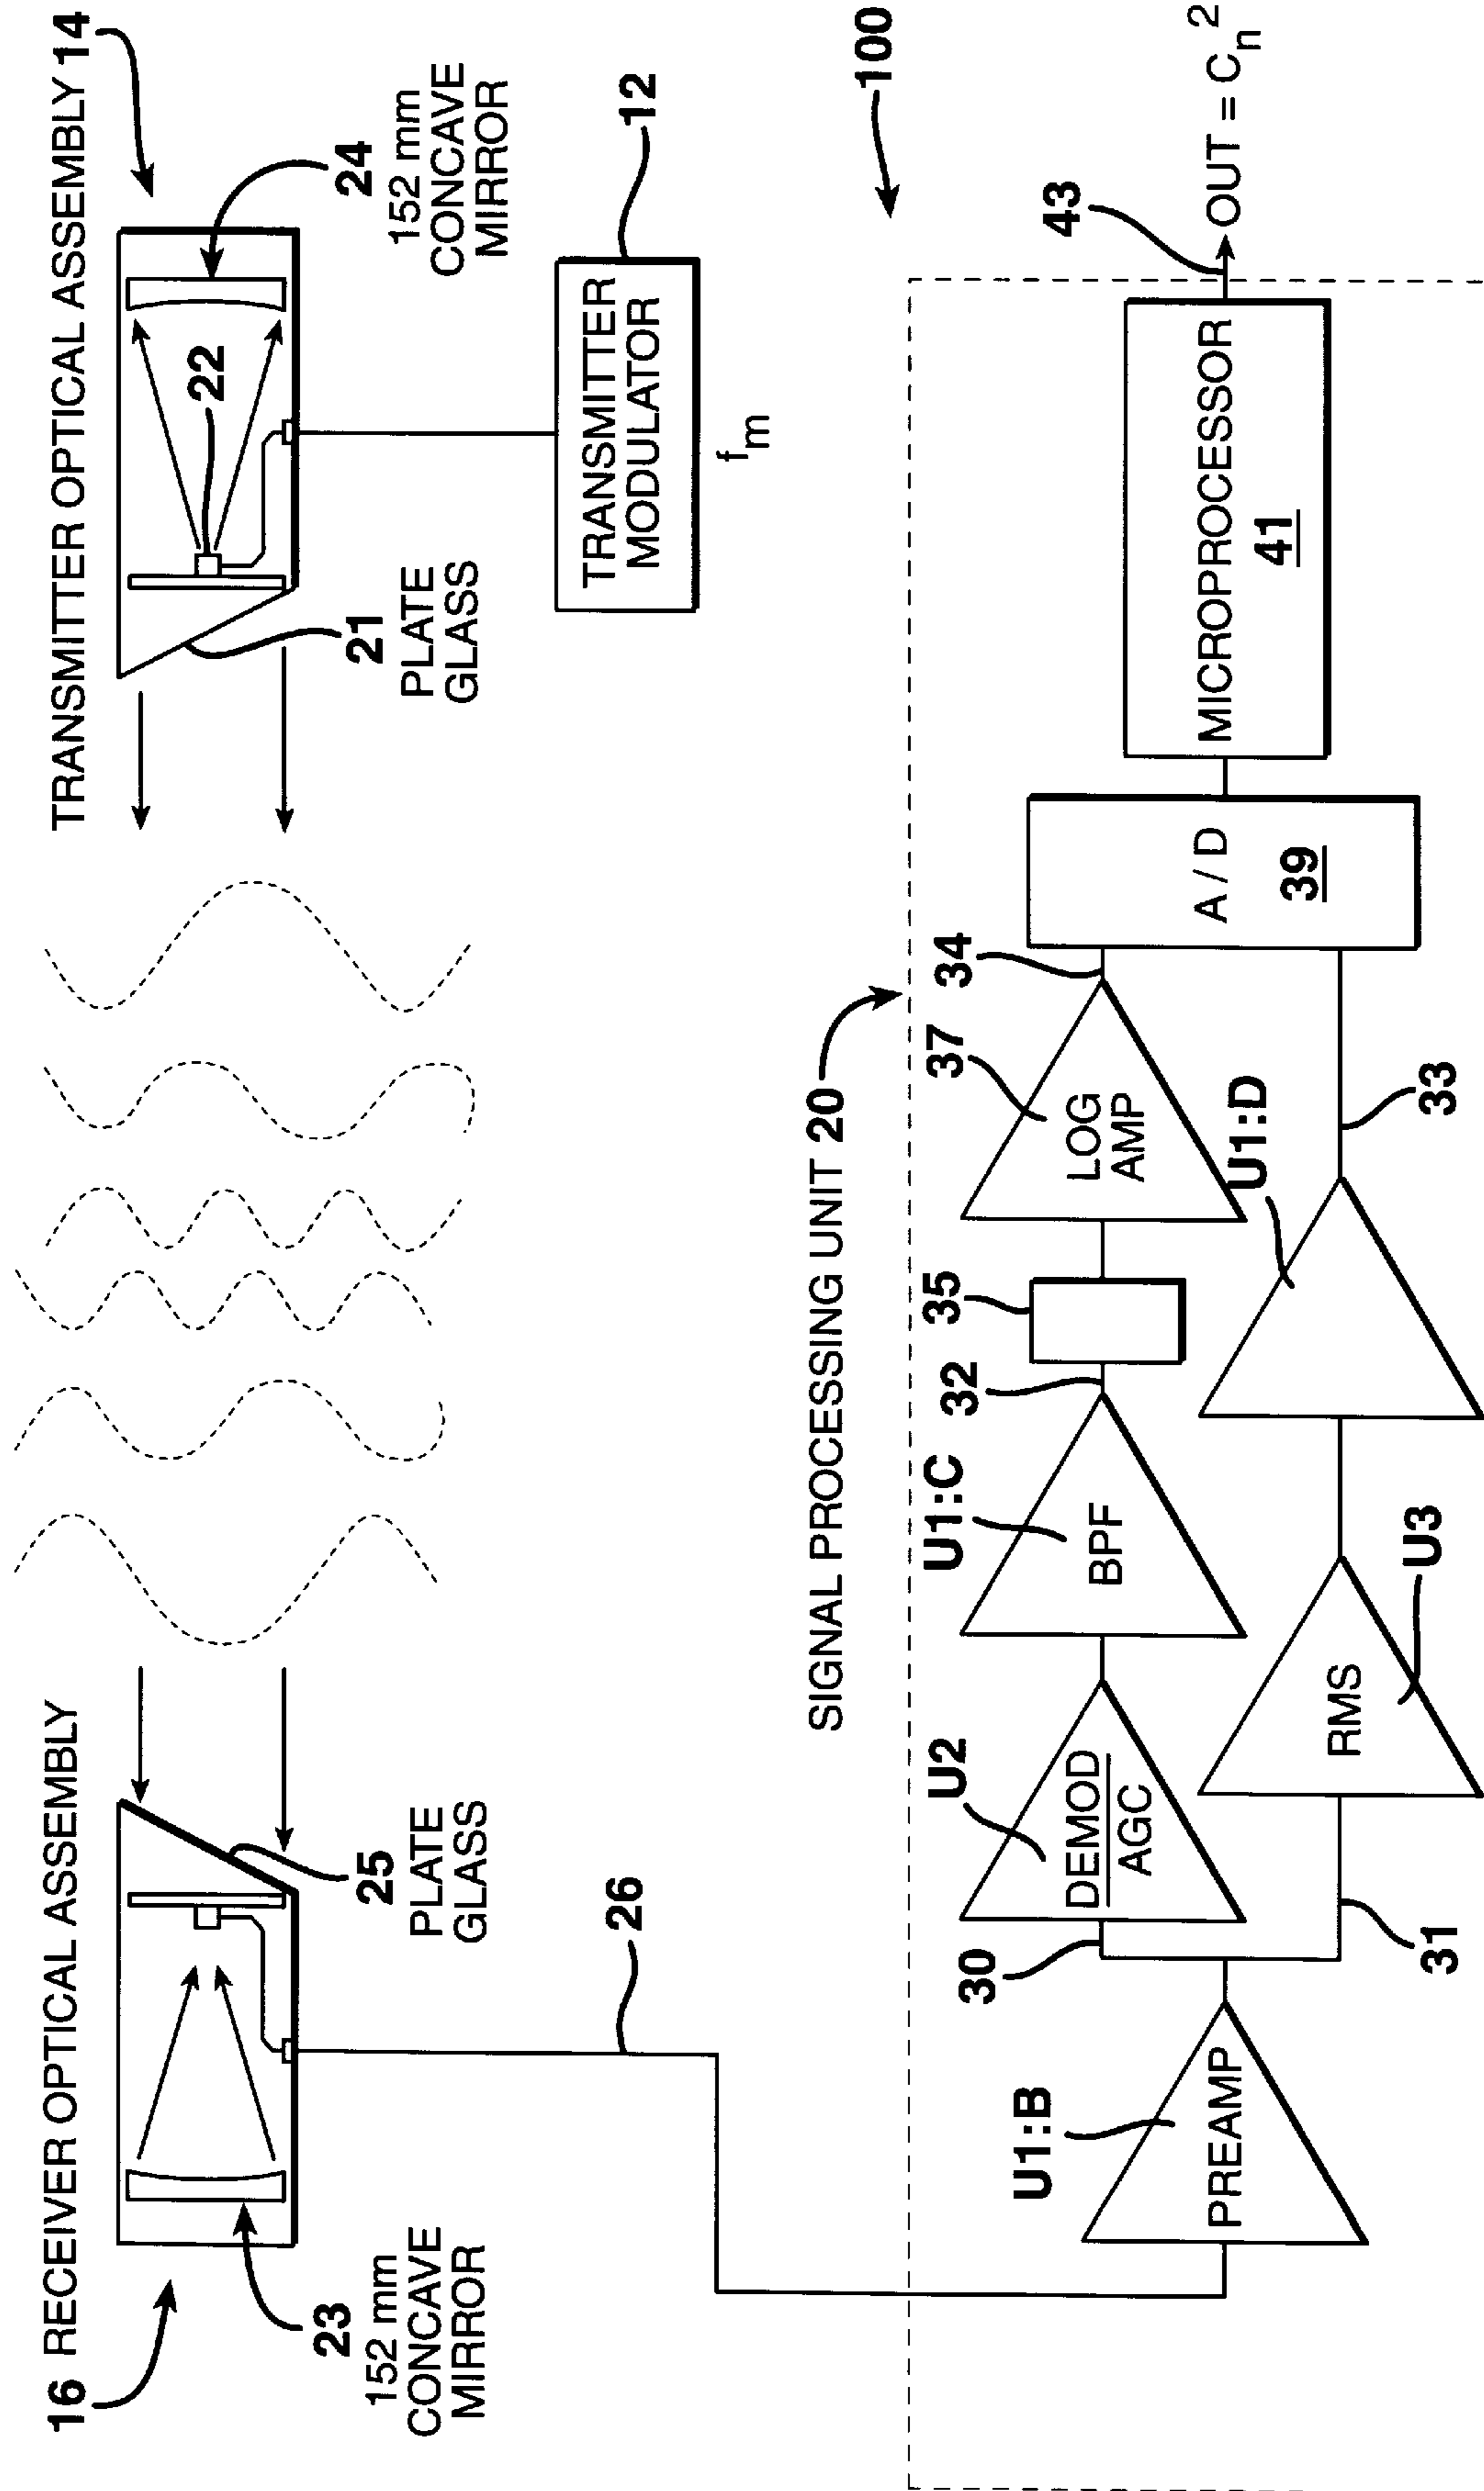 16 RECEIVER OPTICAL ASSEMBLY
TRANSMITTER OPTICAL ASSEMBLY 14
23
152 mm
CONCAVE
MIRROR
25
PLATE
GLASS
21
PLATE
GLASS
22
24
152 mm
CONCAVE
MIRROR
26
12
TRANSMITTER
MODULATOR
fm
SIGNAL PROCESSING UNIT 20
100
U1:B
PREAMP
30
U2
DEMOD
AGC
U1:C
BPF
32
35
37
LOG
AMP
34
31
RMS
U3
U1:D
33
A / D
39
MICROPROCESSOR
41
43
OUT = Cn2